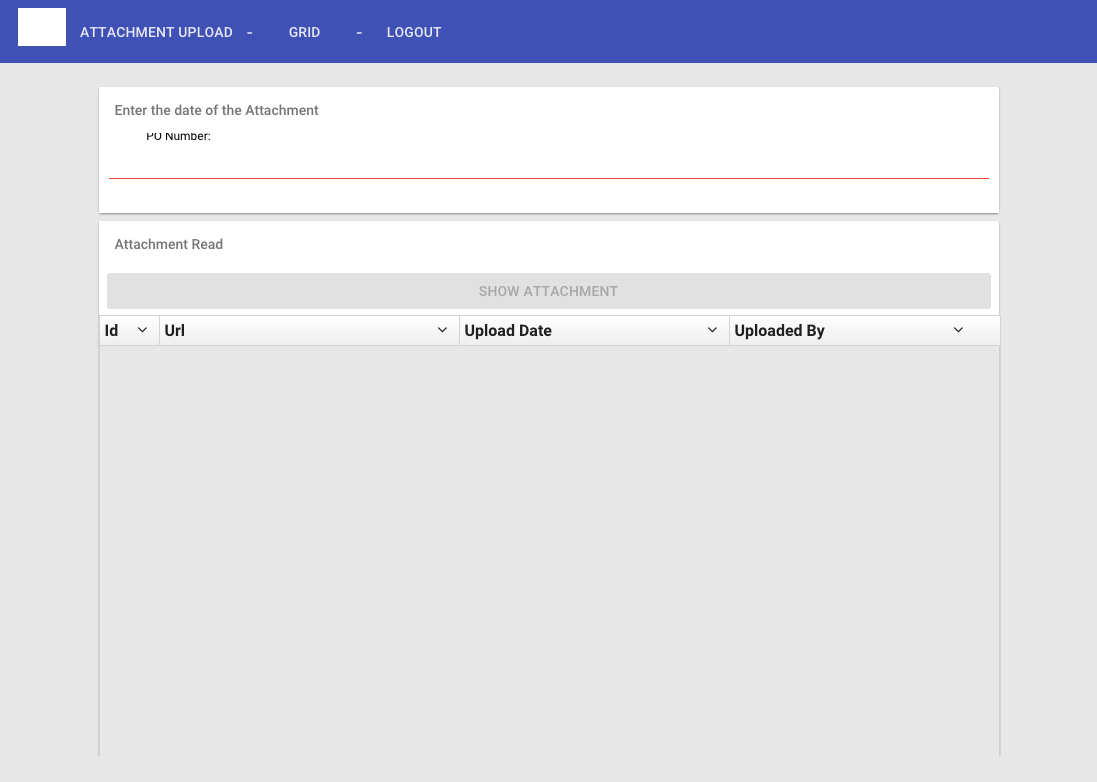 ATTACHMENT UPLOAD - GRID - LOGOUT
Enter the date of the Attachment
PO Number:
Attachment Read
SHOW ATTACHMENT
Id Url Upload Date Uploaded By